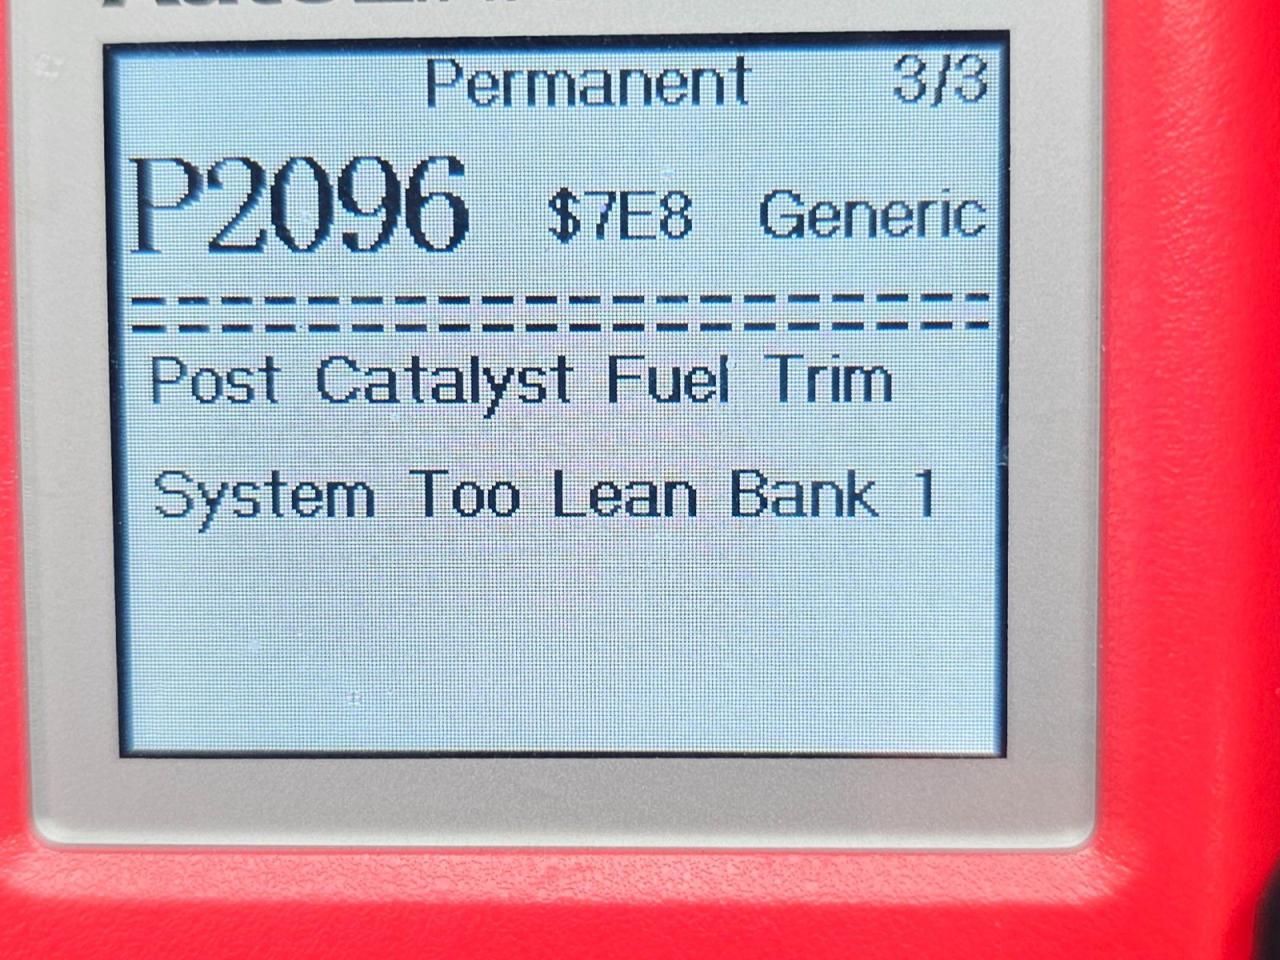 Permanent 3/3
P2096 $7E8 Generic
Post Catalyst Fuel Trim
System Too Lean Bank 1